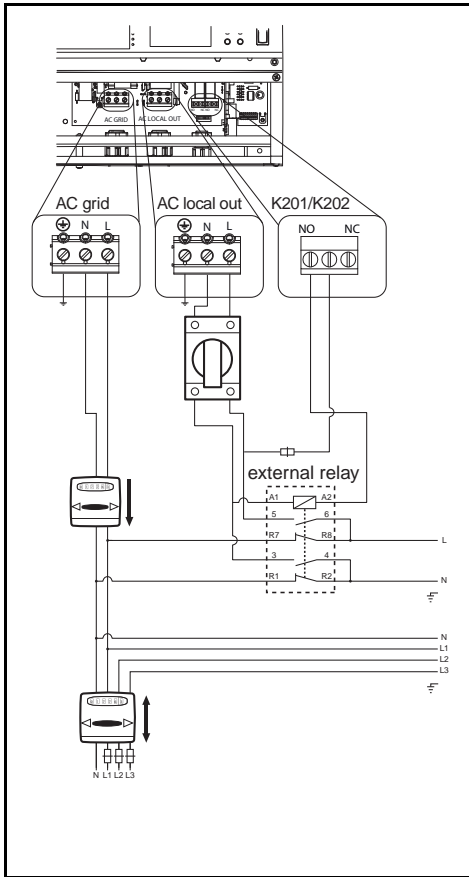 AC GRID AC LOCAL OUT
AC grid AC local out K201/K202
N L N L NO NC
external relay
A1 A2
5 6
R7 R8 L
3 4
R1 R2 N
N
L1
L2
L3
N L1 L2 L3